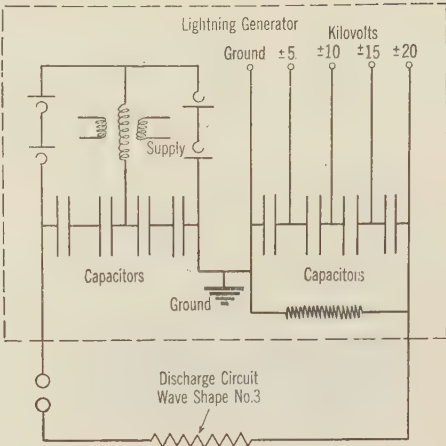 Lightning Generator
Kilovolts
Ground ±5. ±10 ±15 ±20
Supply
Capacitors
Capacitors
Ground
Discharge Circuit
Wave Shape No.3